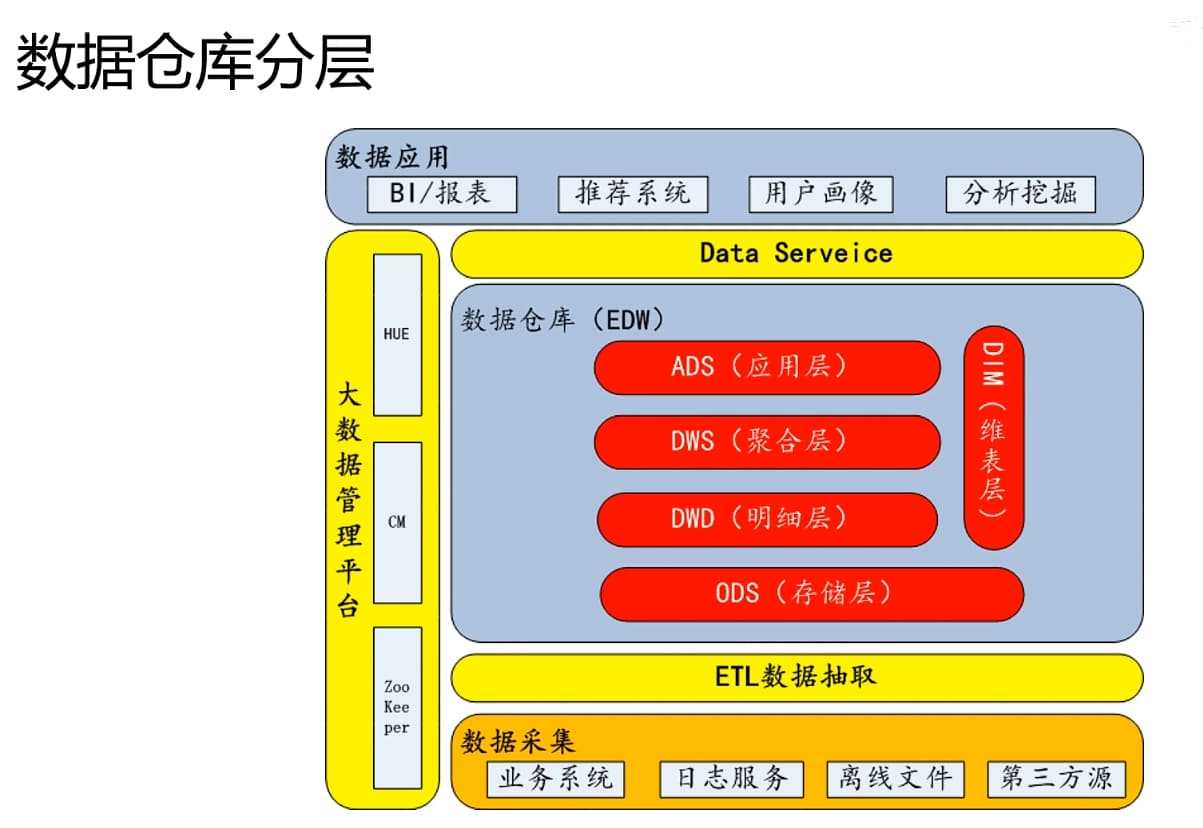 数据仓库分层
数据应用
BI/报表
推荐系统
用户画像
分析挖掘
Data Serveice
大数据管理平台
HUE
CM
Zoo
Kee
per
数据仓库（EDW）
ADS（应用层）
DWS（聚合层）
DWD（明细层）
DIM（维表层）
ODS（存储层）
ETL数据抽取
数据采集
业务系统
日志服务
离线文件
第三方源